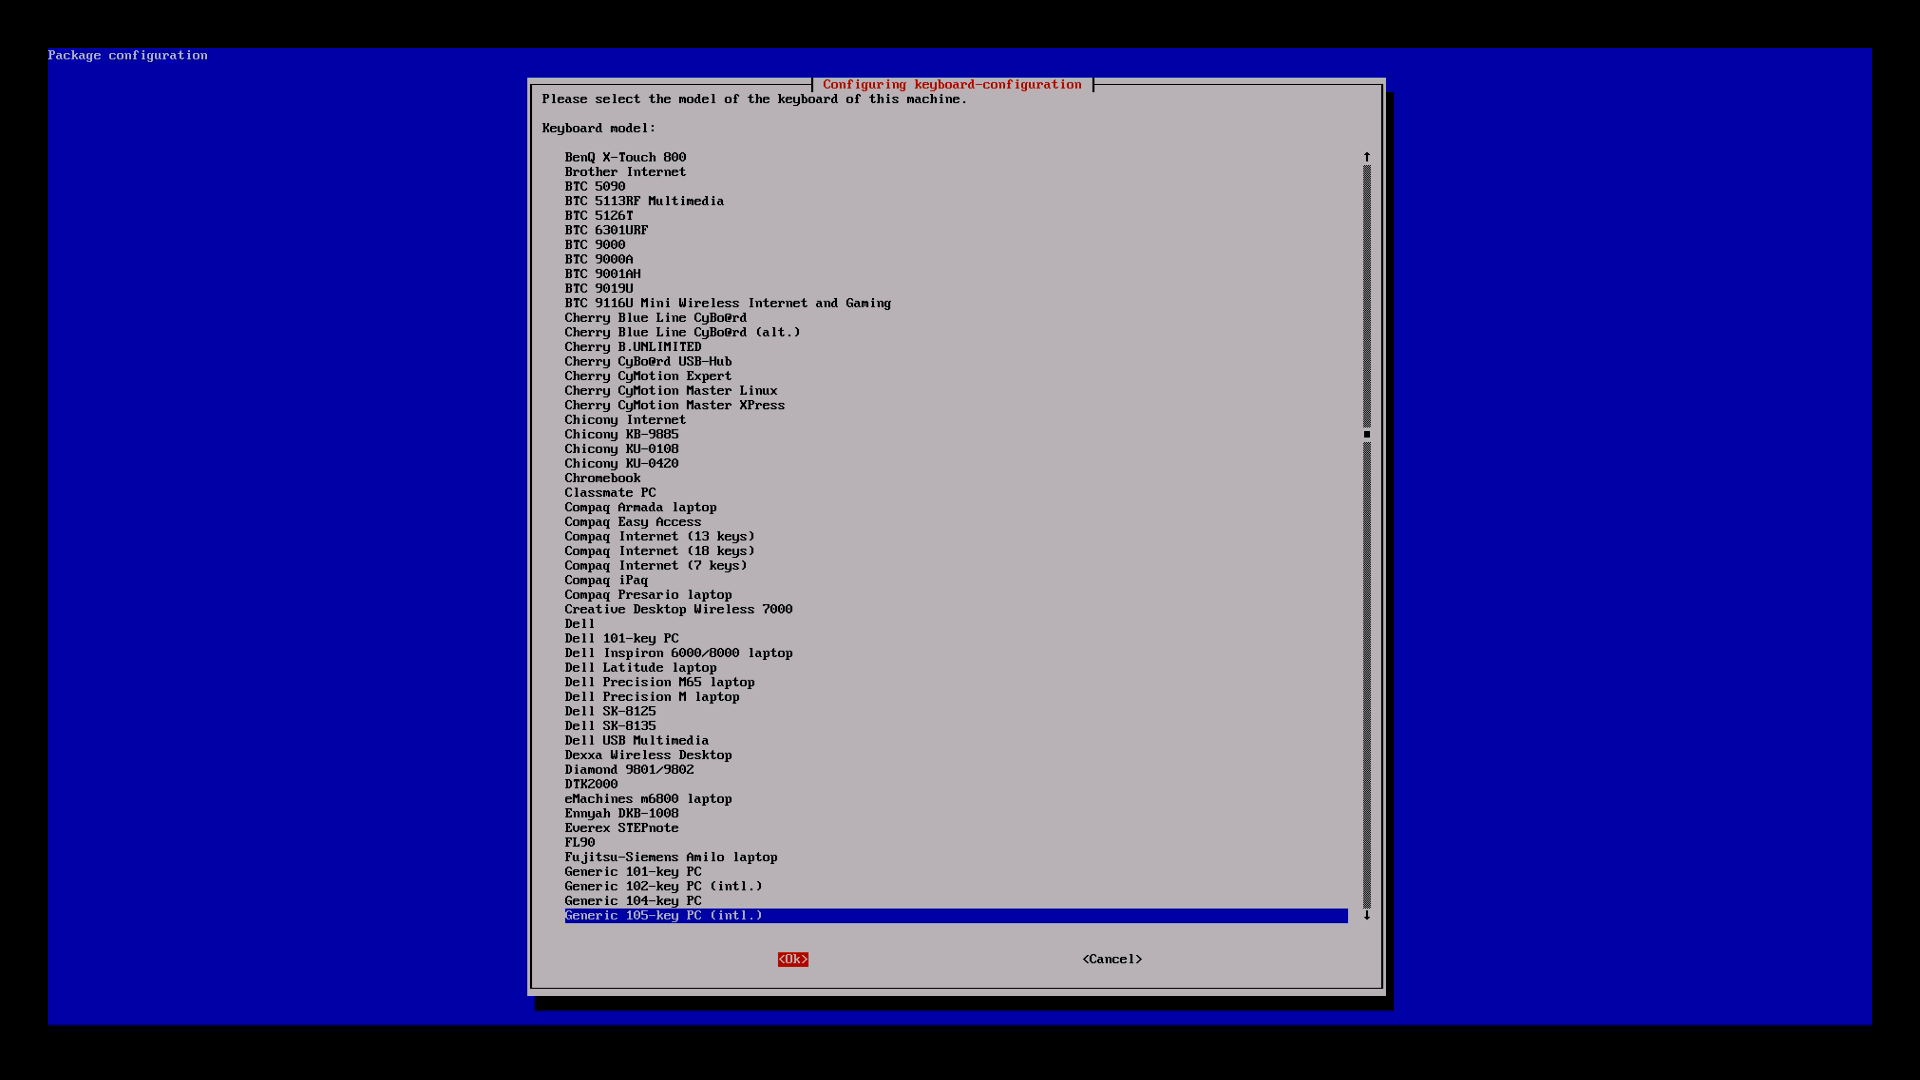 Package configuration
Configuring keyboard-configuration
Please select the model of the keyboard of this machine.
Keyboard model:
BenQ X-Touch 800
Brother Internet
BTC 5090
BTC 5113RF Multimedia
BTC 5126T
BTC 6301URF
BTC 9000
BTC 9000A
BTC 9001AH
BTC 9019U
BTC 9116U Mini Wireless Internet and Gaming
Cherry Blue Line CyBo@rd
Cherry Blue Line CyBo@rd (alt.)
Cherry B.UNLIMITED
Cherry CyBo@rd USB-Hub
Cherry CyMotion Expert
Cherry CyMotion Master Linux
Cherry CyMotion Master XPress
Chicony Internet
Chicony KB-9885
Chicony KU-0108
Chicony KU-0420
Chromebook
Classmate PC
Compaq Armada laptop
Compaq Easy Access
Compaq Internet (13 keys)
Compaq Internet (18 keys)
Compaq Internet (7 keys)
Compaq iPaq
Compaq Presario laptop
Creative Desktop Wireless 7000
Dell
Dell 101-key PC
Dell Inspiron 6000/8000 laptop
Dell Latitude laptop
Dell Precision M65 laptop
Dell Precision M laptop
Dell SK-8125
Dell SK-8135
Dell USB Multimedia
Dexxa Wireless Desktop
Diamond 9801/9802
DTK2000
eMachines m6800 laptop
Ennyah DKB-1008
Everex STEPnote
FL90
Fujitsu-Siemens Amilo laptop
Generic 101-key PC
Generic 102-key PC (intl.)
Generic 104-key PC
Generic 105-key PC (intl.)
<Ok> <Cancel>